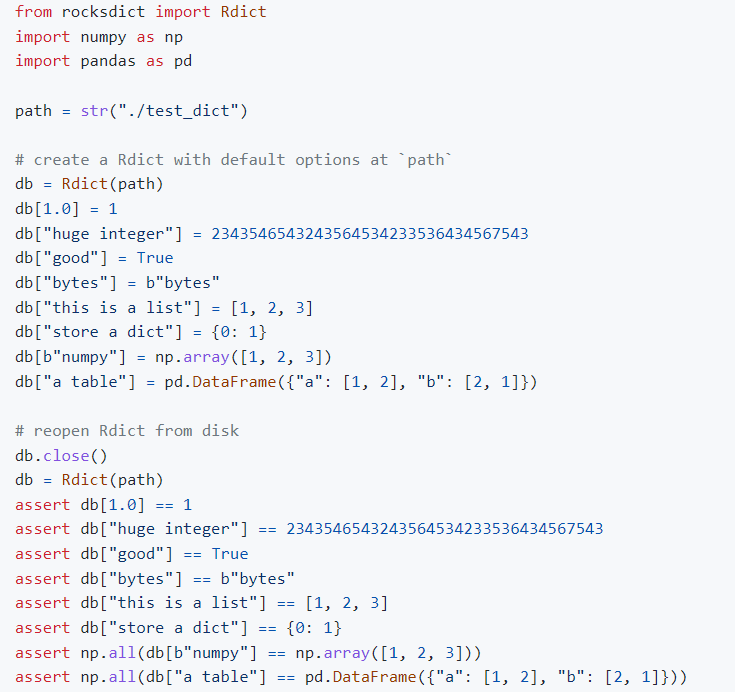 from rocksdict import Rdict
import numpy as np
import pandas as pd
path = str("./test_dict")
# create a Rdict with default options at `path`
db = Rdict(path)
db[1.0] = 1
db["huge integer"] = 2343546543243564534233536434567543
db["good"] = True
db["bytes"] = b"bytes"
db["this is a list"] = [1, 2, 3]
db["store a dict"] = {0: 1}
db[b"numpy"] = np.array([1, 2, 3])
db["a table"] = pd.DataFrame({"a": [1, 2], "b": [2, 1]})
# reopen Rdict from disk
db.close()
db = Rdict(path)
assert db[1.0] == 1
assert db["huge integer"] == 2343546543243564534233536434567543
assert db["good"] == True
assert db["bytes"] == b"bytes"
assert db["this is a list"] == [1, 2, 3]
assert db["store a dict"] == {0: 1}
assert np.all(db[b"numpy"] == np.array([1, 2, 3]))
assert np.all(db["a table"] == pd.DataFrame({"a": [1, 2], "b": [2, 1]}))